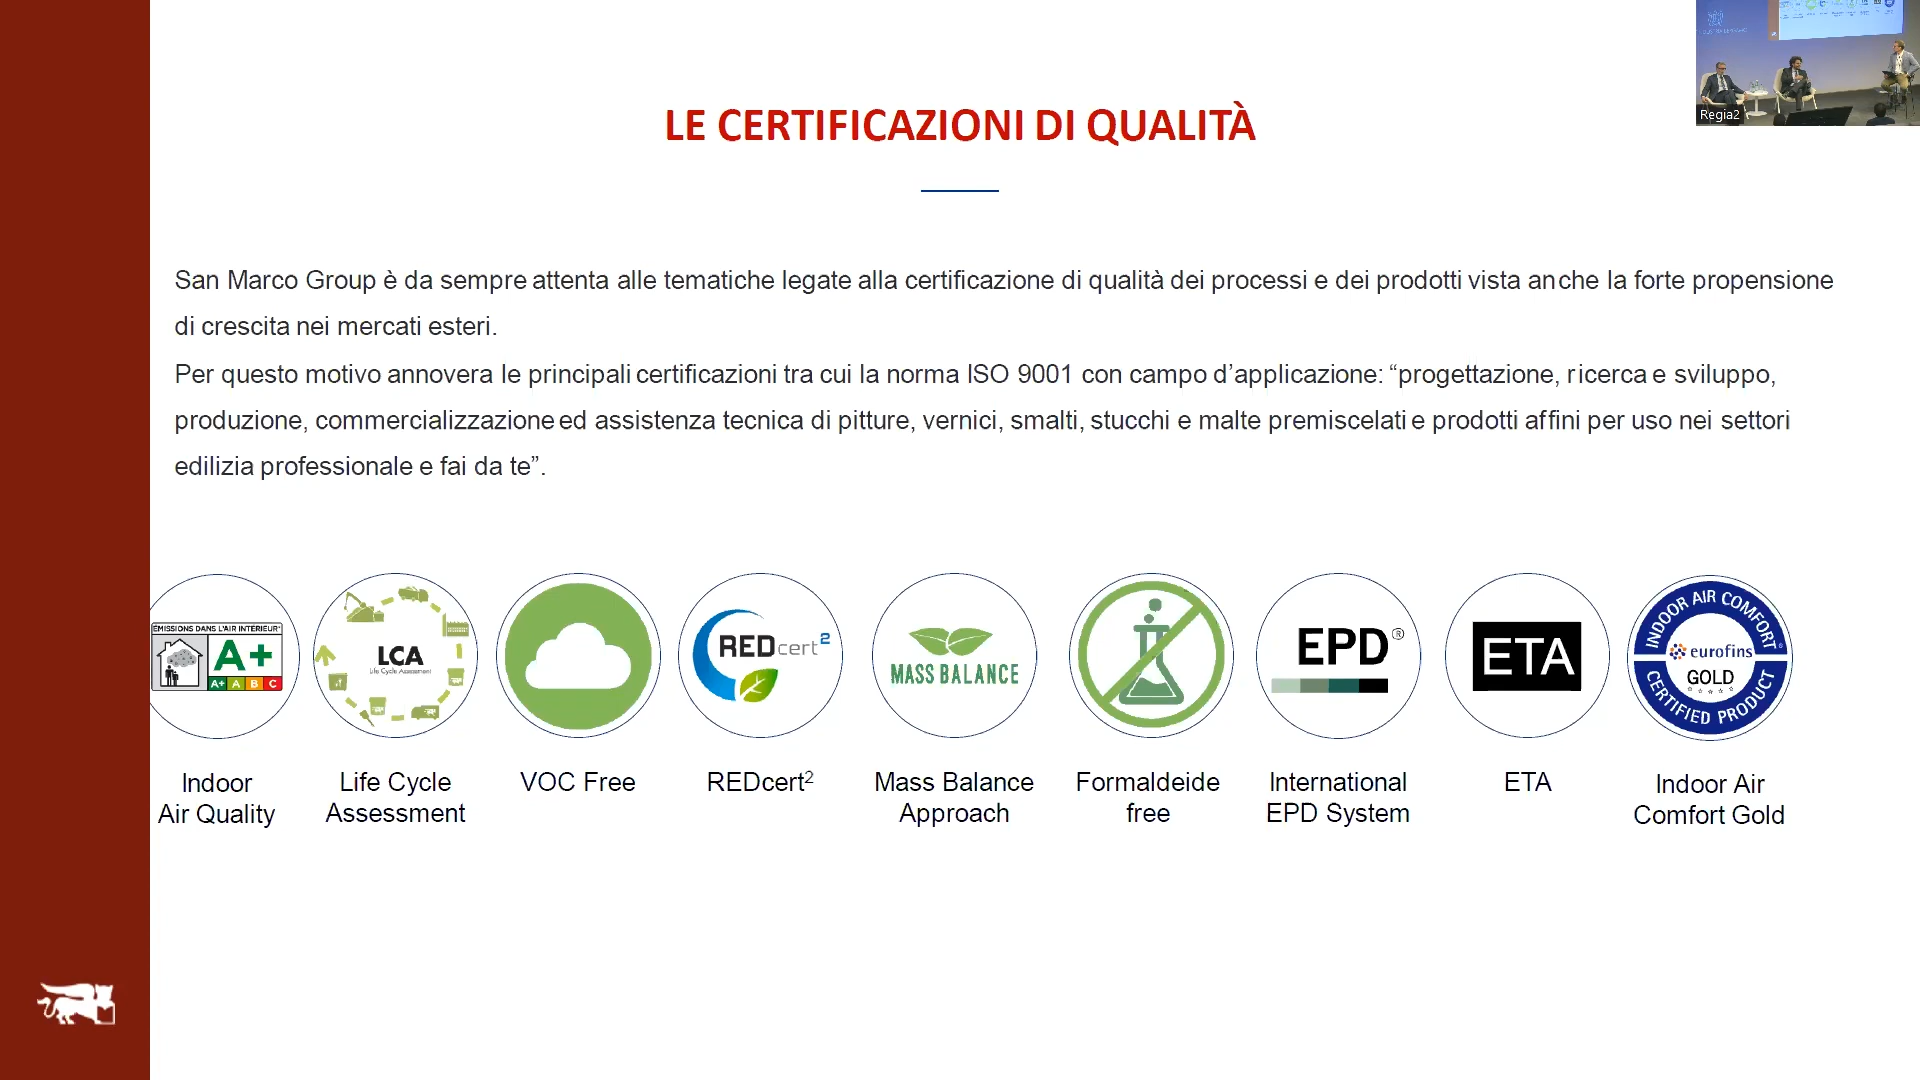 Regia2
LE CERTIFICAZIONI DI QUALITÀ
San Marco Group è da sempre attenta alle tematiche legate alla certificazione di qualità dei processi e dei prodotti vista anche la forte propensione
di crescita nei mercati esteri.
Per questo motivo annovera le principali certificazioni tra cui la norma ISO 9001 con campo d’applicazione: “progettazione, ricerca e sviluppo,
produzione, commercializzazione ed assistenza tecnica di pitture, vernici, smalti, stucchi e malte premiscelati e prodotti affini per uso nei settori
edilizia professionale e fai da te”.
ÉMISSIONS DANS L'AIR INTÉRIEUR*
A+
A+ A B C
LCA
Life Cycle Assessment
REDcert²
MASS BALANCE
EPD®
ETA
INDOOR AIR COMFORT®
eurofins
GOLD
CERTIFIED PRODUCT
Indoor
Air Quality
Life Cycle
Assessment
VOC Free
REDcert²
Mass Balance
Approach
Formaldeide
free
International
EPD System
ETA
Indoor Air
Comfort Gold